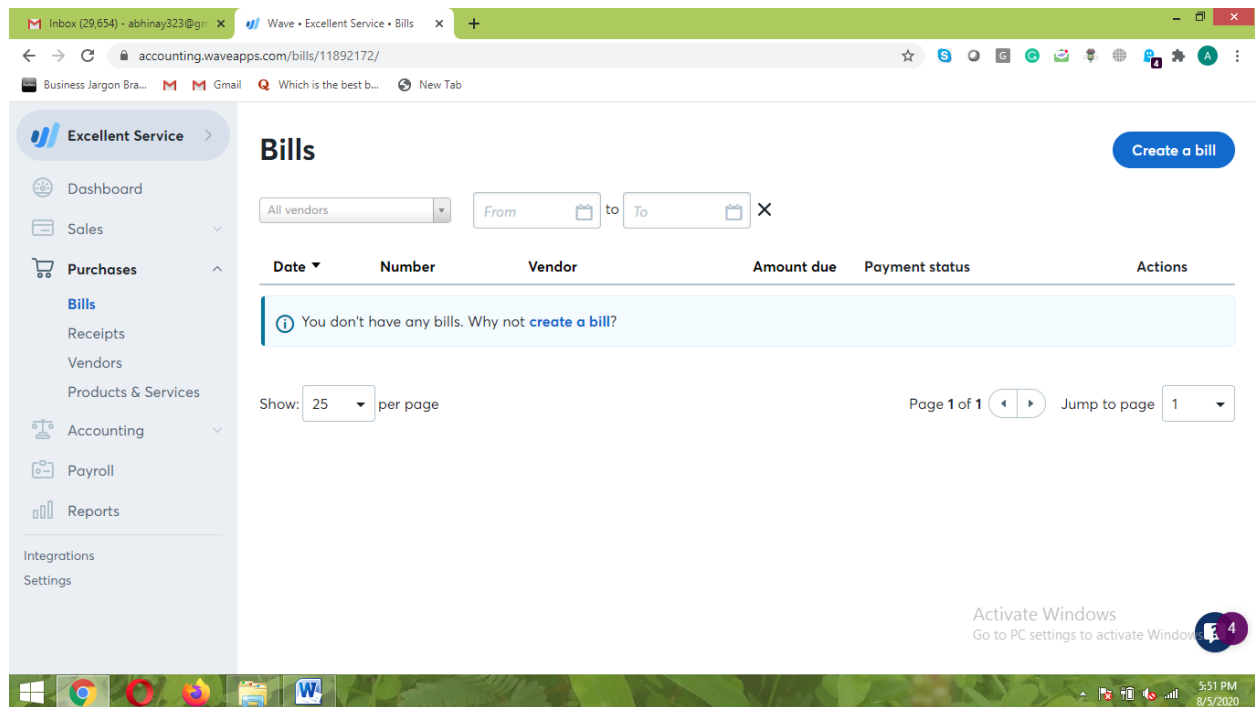 Inbox (29,654) - abhinay323@gm
Wave • Excellent Service • Bills
accounting.waveapps.com/bills/11892172/
Business Jargon Bra...
Gmail
Which is the best b...
New Tab
Excellent Service
Dashboard
Sales
Purchases
Bills
Receipts
Vendors
Products & Services
Accounting
Payroll
Reports
Integrations
Settings
Bills
Create a bill
All vendors
From to To
Date Number Vendor Amount due Payment status Actions
You don't have any bills. Why not create a bill?
Show: 25 per page
Page 1 of 1
Jump to page 1
Activate Windows
Go to PC settings to activate Windows
4
5:51 PM
8/5/2020